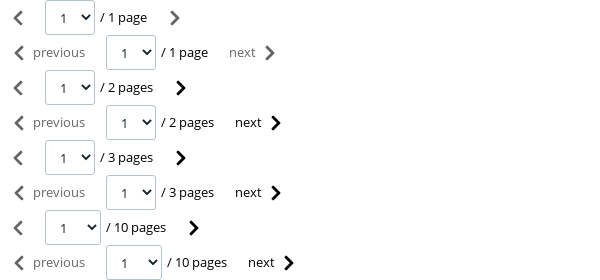 1 / 1 page
previous 1 / 1 page next
1 / 2 pages
previous 1 / 2 pages next
1 / 3 pages
previous 1 / 3 pages next
1 / 10 pages
previous 1 / 10 pages next